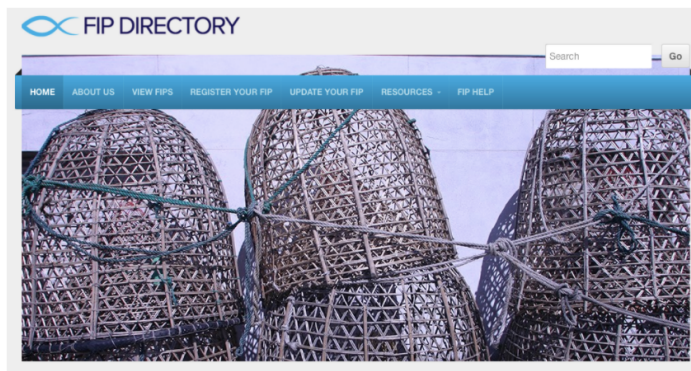 FIP DIRECTORY
Search
Go
HOME ABOUT US VIEW FIPS REGISTER YOUR FIP UPDATE YOUR FIP RESOURCES FIP HELP